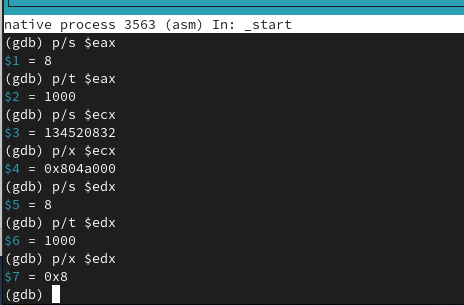 native process 3563 (asm) In: _start
(gdb) p/s $eax
$1 = 8
(gdb) p/t $eax
$2 = 1000
(gdb) p/s $ecx
$3 = 134520832
(gdb) p/x $ecx
$4 = 0x804a000
(gdb) p/s $edx
$5 = 8
(gdb) p/t $edx
$6 = 1000
(gdb) p/x $edx
$7 = 0x8
(gdb)